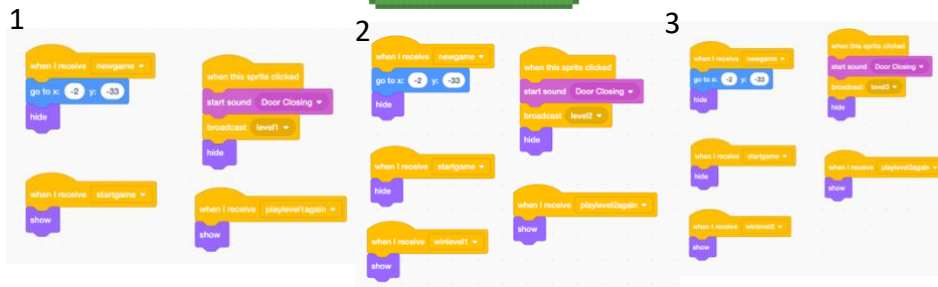 1
when I receive newgame
go to x: -2 y: -33
hide
when this sprite clicked
start sound Door Closing
broadcast level1
hide
when I receive startgame
show
when I receive playlevel1again
show
2
when I receive newgame
go to x: -2 y: -33
hide
when this sprite clicked
start sound Door Closing
broadcast level2
hide
when I receive startgame
hide
when I receive playlevel2again
show
when I receive winlevel1
show
3
when I receive newgame
go to x: -2 y: -33
hide
when this sprite clicked
start sound Door Closing
broadcast level3
hide
when I receive startgame
hide
when I receive playlevel3again
show
when I receive winlevel2
show